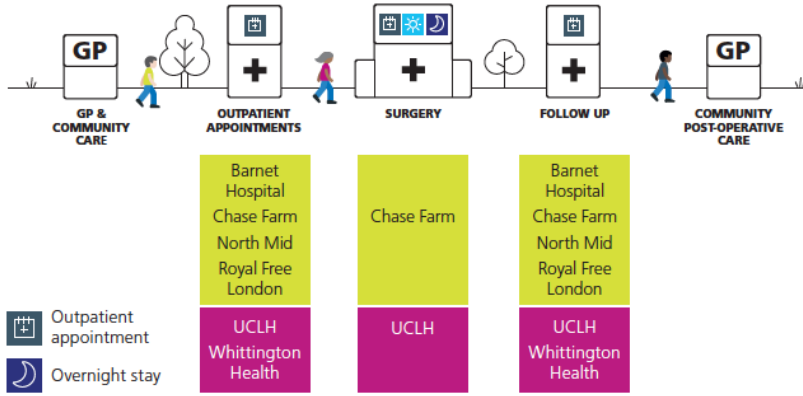 GP
GP
GP &
COMMUNITY
CARE
OUTPATIENT
APPOINTMENTS
SURGERY
FOLLOW UP
COMMUNITY
POST-OPERATIVE
CARE
Barnet
Hospital
Chase Farm
North Mid
Royal Free
London
Chase Farm
Barnet
Hospital
Chase Farm
North Mid
Royal Free
London
UCLH
Whittington
Health
UCLH
UCLH
Whittington
Health
Outpatient
appointment
Overnight stay